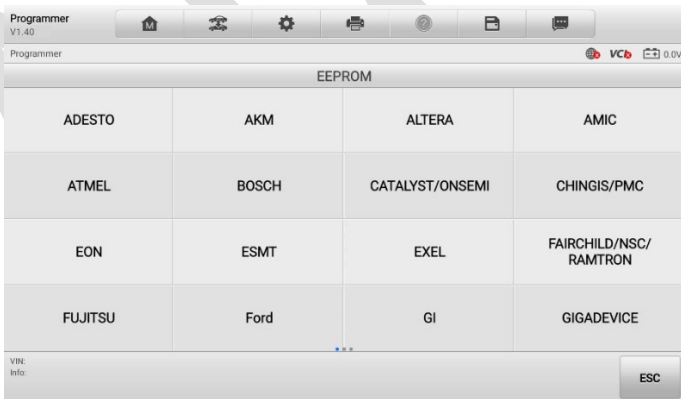 Programmer
V1.40
M
?
Programmer
VCI
0.0V
EEPROM
ADESTO
AKM
ALTERA
AMIC
ATMEL
BOSCH
CATALYST/ONSEMI
CHINGIS/PMC
EON
ESMT
EXEL
FAIRCHILD/NSC/
RAMTRON
FUJITSU
Ford
GI
GIGADEVICE
VIN:
Info:
ESC